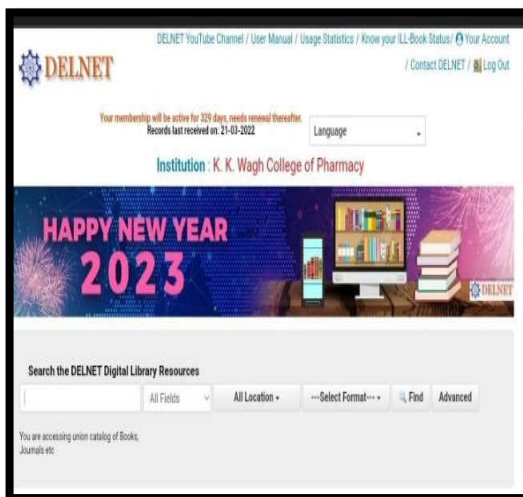 DELNET YouTube Channel / User Manual / Usage Statistics / Know your ILL-Book Status/ Your Account
/ Contact DELNET / Log Out
DELNET
Your membership will be active for 329 days, needs renewal thereafter.
Records last received on: 21-03-2022
Language
Institution : K. K. Wagh College of Pharmacy
HAPPY NEW YEAR
2023
DELNET
Search the DELNET Digital Library Resources
All Fields
All Location
---Select Format---
Find
Advanced
You are accessing union catalog of Books,
Journals etc